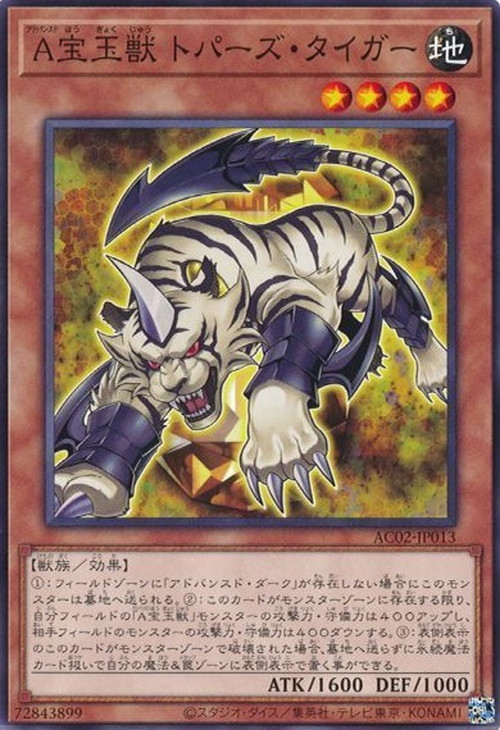 A宝玉獣 トパーズ・タイガー
地
AC02-JP013
【獣族/効果】
①:フィールドゾーンに「アドバンスド・ダーク」が存在しない場合にこのモン
スターは墓地へ送られる。②:このカードがモンスターゾーンに存在する限り、
自分フィールドの「A宝玉獣」モンスターの攻撃力・守備力は400アップし、
相手フィールドのモンスターの攻撃力・守備力は400ダウンする。③:表側表示
のこのカードがモンスターゾーンで破壊された場合、墓地へ送らずに永続魔法
カード扱いで自分の魔法&罠ゾーンに表側表示で置く事ができる。
ATK/1600 DEF/1000
72843899 ©スタジオ・ダイス/集英社・テレビ東京・KONAMI